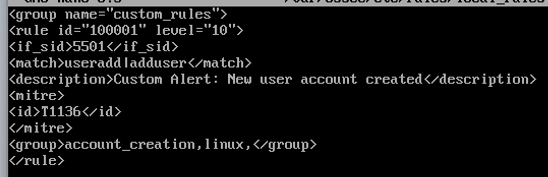 <group name="custom_rules">
<rule id="100001" level="10">
<if_sid>5501</if_sid>
<match>useradd|adduser</match>
<description>Custom Alert: New user account created</description>
<mitre>
<id>T1136</id>
</mitre>
<group>account_creation,linux,</group>
</rule>